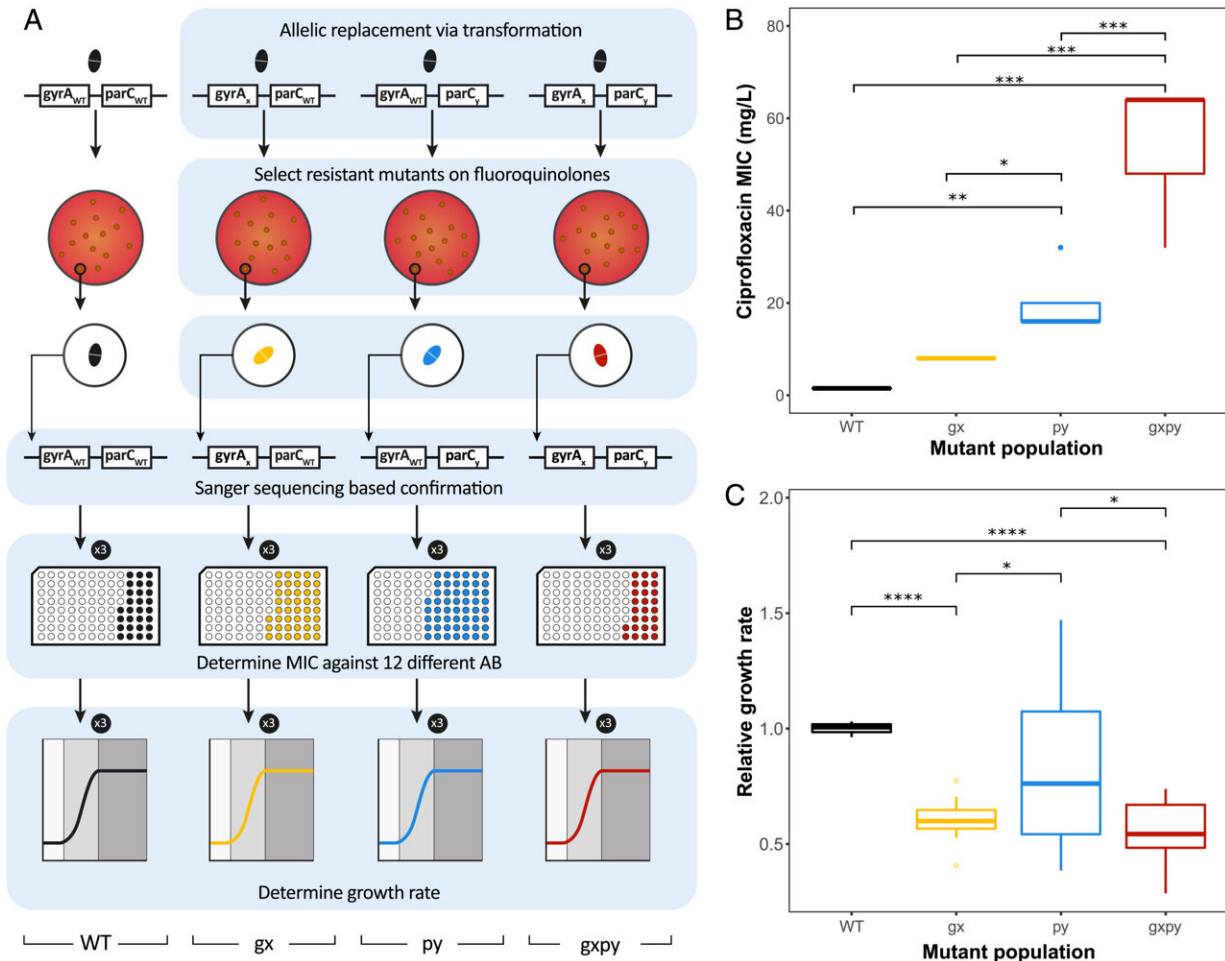 A
Allelic replacement via transformation
gyrA_WT parC_WT gyrA_x parC_WT gyrA_WT parC_y gyrA_x parC_y
Select resistant mutants on fluoroquinolones
gyrA_WT parC_WT gyrA_x parC_WT gyrA_WT parC_y gyrA_x parC_y
Sanger sequencing based confirmation
x3 x3 x3 x3
Determine MIC against 12 different AB
x3 x3 x3 x3
Determine growth rate
WT gx py gxpy
B
Ciprofloxacin MIC (mg/L)
80
60
40
20
0
***
***
***
*
**
WT gx py gxpy
Mutant population
C
Relative growth rate
2.0
1.5
1.0
0.5
*
****
*
****
WT gx py gxpy
Mutant population